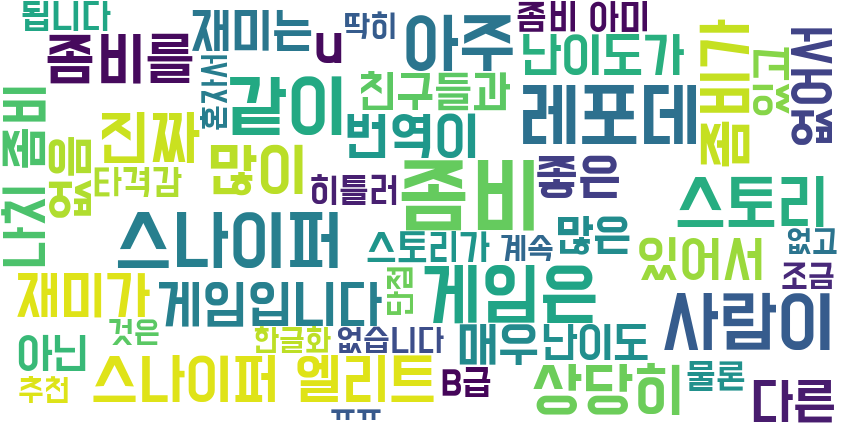 됩니다
좀비를
재미는
u
딱히
아주
좀비 아미
난이도가
좀비가
있고
수없
혼자서
같이
친구들과
레포데
나치 좀비
없음
진짜
많이
번역이
타격감
히틀러
좀비
좋은
스토리
스나이퍼
스토리가
계속
많은
있어서
없고
재미가
게임입니다
단점
게임은
조금
사람이
것은
아닌
한글화
없습니다
매우
난이도
추천
스나이퍼 엘리트
B급
상당히
물론
다른
ㅠㅠ